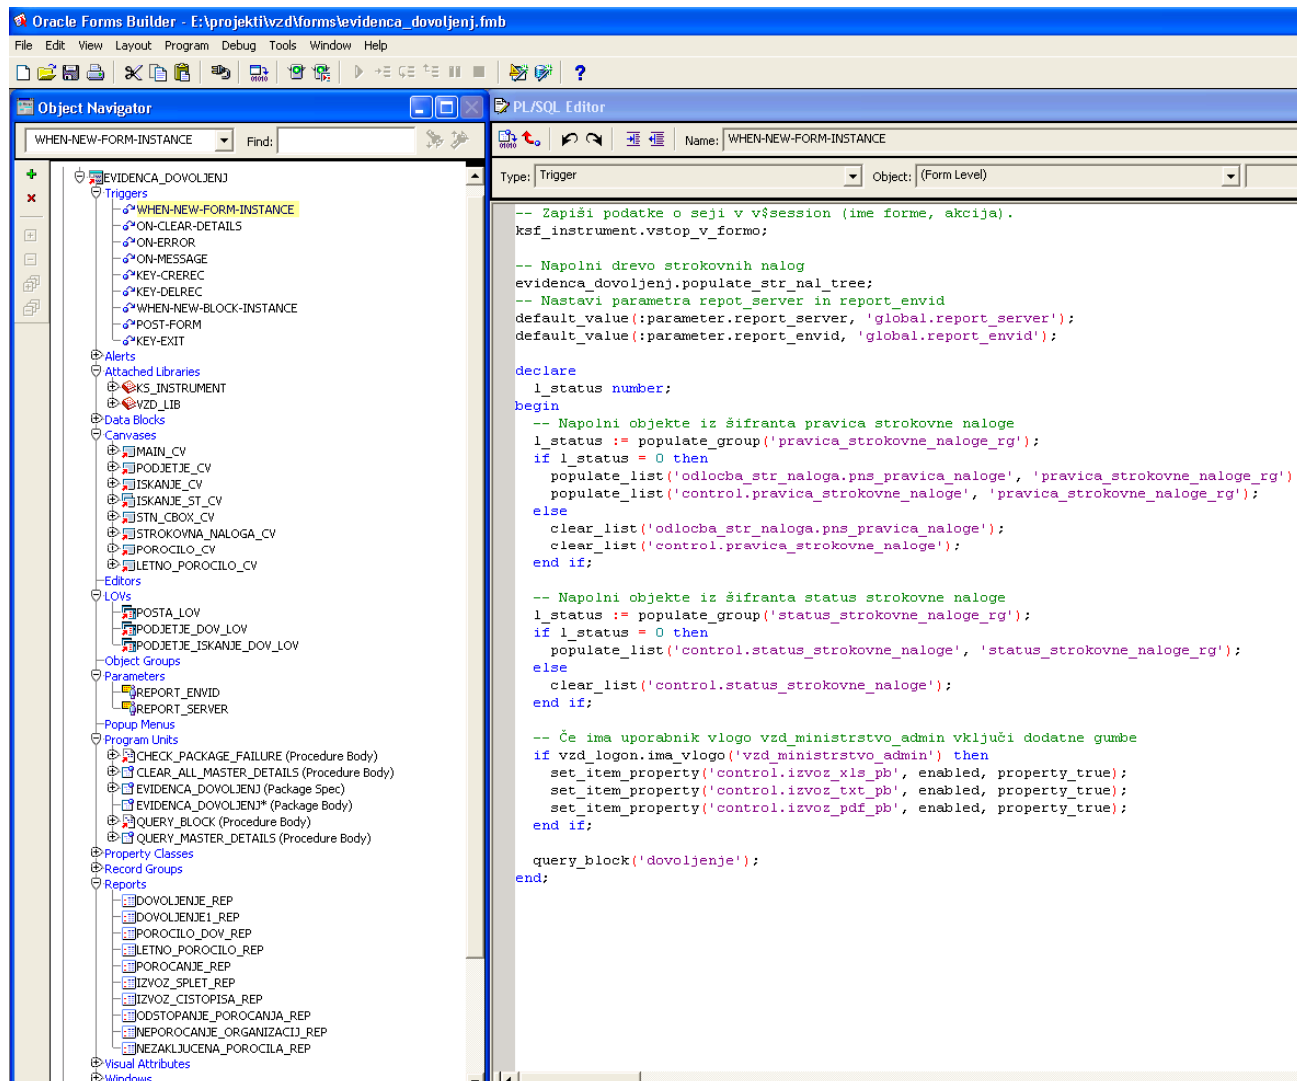 Oracle Forms Builder - E:\projekti\vzd\forms\evidenca_dovoljenj.fmb
File Edit View Layout Program Debug Tools Window Help
Object Navigator
WHEN-NEW-FORM-INSTANCE Find:
EVIDENCA_DOVOLJENJ
Triggers
WHEN-NEW-FORM-INSTANCE
ON-CLEAR-DETAILS
ON-ERROR
ON-MESSAGE
KEY-CREREC
KEY-DELREC
WHEN-NEW-BLOCK-INSTANCE
POST-FORM
KEY-EXIT
Alerts
Attached Libraries
KS_INSTRUMENT
VZD_LIB
Data Blocks
Canvases
MAIN_CV
PODJETJE_CV
ISKANJE_CV
ISKANJE_ST_CV
STN_CBOX_CV
STROKOVNA_NALOGA_CV
POROCILO_CV
LETNO_POROCILO_CV
Editors
LOVs
POSTA_LOV
PODJETJE_DOV_LOV
PODJETJE_ISKANJE_DOV_LOV
Object Groups
Parameters
REPORT_ENVID
REPORT_SERVER
Popup Menus
Program Units
CHECK_PACKAGE_FAILURE (Procedure Body)
CLEAR_ALL_MASTER_DETAILS (Procedure Body)
EVIDENCA_DOVOLJENJ (Package Spec)
EVIDENCA_DOVOLJENJ* (Package Body)
QUERY_BLOCK (Procedure Body)
QUERY_MASTER_DETAILS (Procedure Body)
Property Classes
Record Groups
Reports
DOVOLJENJE_REP
DOVOLJENJE1_REP
POROCILO_DOV_REP
LETNO_POROCILO_REP
POROCANJE_REP
IZVOZ_SPLET_REP
IZVOZ_CISTOPISA_REP
ODSTOPANJE_POROCANJA_REP
NEPOROCANJE_ORGANIZACIJ_REP
NEZAKLJUCENA_POROCILA_REP
Visual Attributes
Windows
PL/SQL Editor
Name: WHEN-NEW-FORM-INSTANCE
Type: Trigger Object: (Form Level)
-- Zapiši podatke o seji v v$session (ime forme, akcija).
ksf_instrument.vstop_v_formo;
-- Napolni drevo strokovnih nalog
evidenca_dovoljenj.populate_str_nal_tree;
-- Nastavi parametra repot_server in report_envid
default_value(:parameter.report_server, 'global.report_server');
default_value(:parameter.report_envid, 'global.report_envid');
declare
l_status number;
begin
-- Napolni objekte iz šifranta pravica strokovne naloge
l_status := populate_group('pravica_strokovne_naloge_rg');
if l_status = 0 then
populate_list('odlocba_str_naloga.pns_pravica_naloge', 'pravica_strokovne_naloge_rg')
populate_list('control.pravica_strokovne_naloge', 'pravica_strokovne_naloge_rg');
else
clear_list('odlocba_str_naloga.pns_pravica_naloge');
clear_list('control.pravica_strokovne_naloge');
end if;
-- Napolni objekte iz šifranta status strokovne naloge
l_status := populate_group('status_strokovne_naloge_rg');
if l_status = 0 then
populate_list('control.status_strokovne_naloge', 'status_strokovne_naloge_rg');
else
clear_list('control.status_strokovne_naloge');
end if;
-- Če ima uporabnik vlogo vzd_ministrstvo_admin vključi dodatne gumbe
if vzd_logon.ima_vlogo('vzd_ministrstvo_admin') then
set_item_property('control.izvoz_xls_pb', enabled, property_true);
set_item_property('control.izvoz_txt_pb', enabled, property_true);
set_item_property('control.izvoz_pdf_pb', enabled, property_true);
end if;
query_block('dovoljenje');
end;